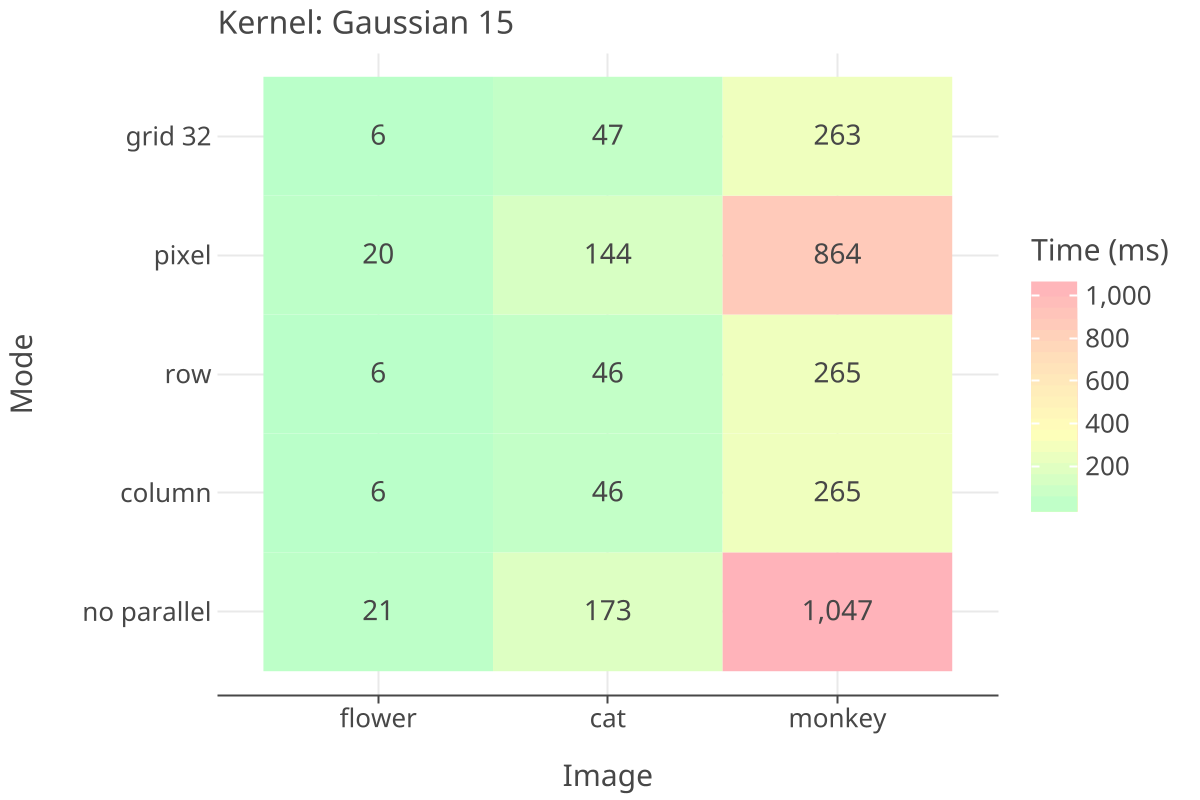 Kernel: Gaussian 15
grid 32 6 47 263
pixel 20 144 864
row 6 46 265
column 6 46 265
no parallel 21 173 1,047
flower cat monkey
Image
Mode
Time (ms)
1,000
800
600
400
200